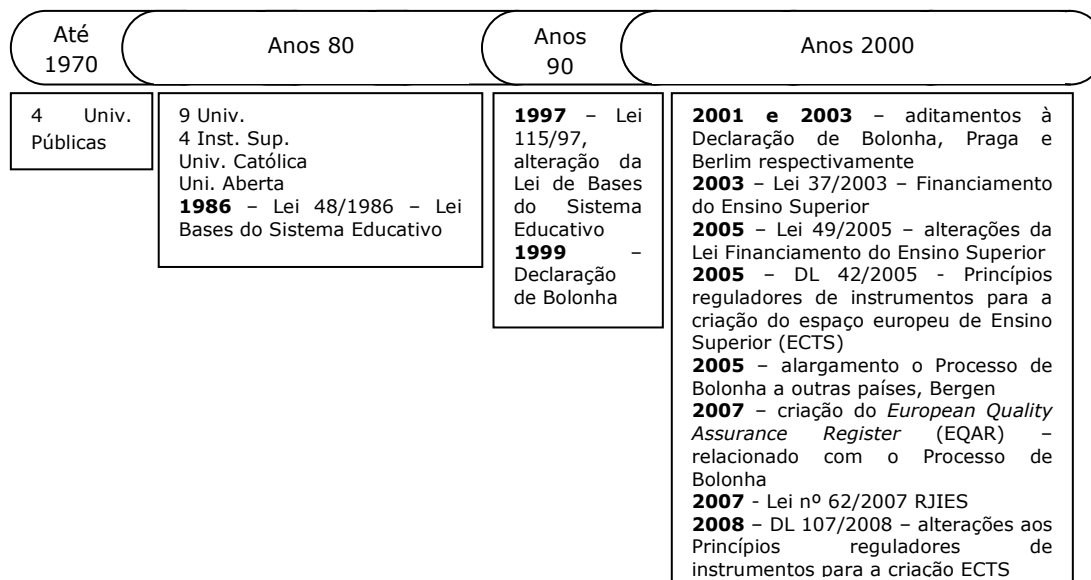 Até
1970
Anos 80
Anos
90
Anos 2000
4 Univ.
Públicas
9 Univ.
4 Inst. Sup.
Univ. Católica
Uni. Aberta
1986 – Lei 48/1986 – Lei
Bases do Sistema Educativo
1997 – Lei
115/97,
alteração da
Lei de Bases
do Sistema
Educativo
1999 –
Declaração
de Bolonha
2001 e 2003 – aditamentos à
Declaração de Bolonha, Praga e
Berlim respectivamente
2003 – Lei 37/2003 – Financiamento
do Ensino Superior
2005 – Lei 49/2005 – alterações da
Lei Financiamento do Ensino Superior
2005 – DL 42/2005 - Princípios
reguladores de instrumentos para a
criação do espaço europeu de Ensino
Superior (ECTS)
2005 – alargamento o Processo de
Bolonha a outras países, Bergen
2007 – criação do European Quality
Assurance Register (EQAR) –
relacionado com o Processo de
Bolonha
2007 - Lei nº 62/2007 RJIES
2008 – DL 107/2008 – alterações aos
Princípios reguladores de
instrumentos para a criação ECTS